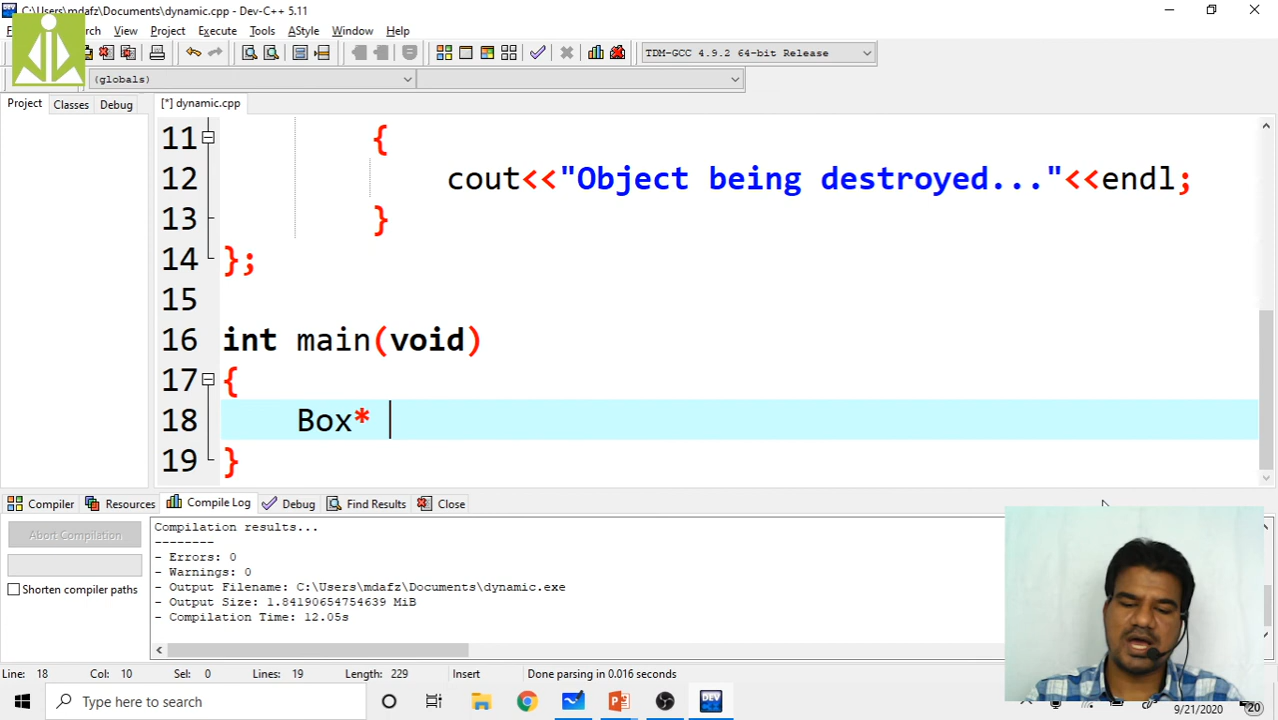 C:\Users\mdafz\Documents\dynamic.cpp - Dev-C++ 5.11
View Project Execute Tools AStyle Window Help
TDM-GCC 4.9.2 64-bit Release
(globals)
Project Classes Debug [*] dynamic.cpp
11 {
12 cout<<"Object being destroyed..."<<endl;
13 }
14 };
15
16 int main(void)
17 {
18 Box*
19 }
Compiler Resources Compile Log Debug Find Results Close
Abort Compilation
Shorten compiler paths
Compilation results...
--------
- Errors: 0
- Warnings: 0
- Output Filename: C:\Users\mdafz\Documents\dynamic.exe
- Output Size: 1.84190654754639 MiB
- Compilation Time: 12.05s
Line: 18 Col: 10 Sel: 0 Lines: 19 Length: 229 Insert Done parsing in 0.016 seconds
Type here to search
DEV
9/21/2020
20